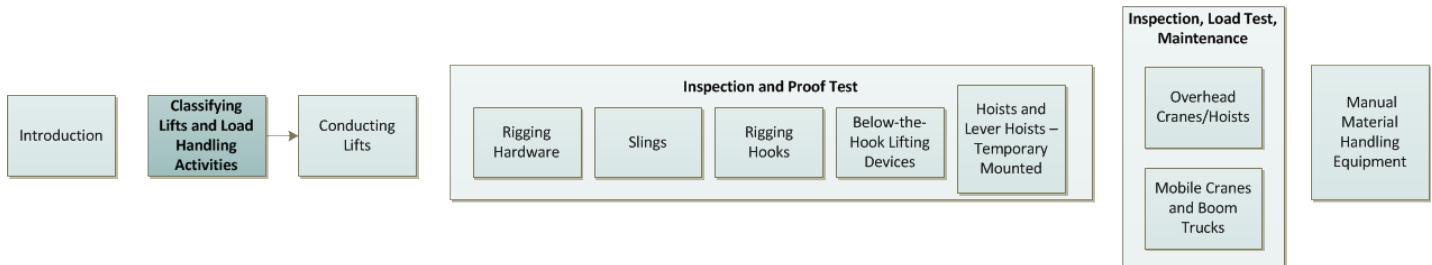 Introduction
Classifying
Lifts and Load
Handling
Activities
Conducting
Lifts
Inspection and Proof Test
Rigging
Hardware
Slings
Rigging
Hooks
Below-the-
Hook Lifting
Devices
Hoists and
Lever Hoists –
Temporary
Mounted
Inspection, Load Test,
Maintenance
Overhead
Cranes/Hoists
Mobile Cranes
and Boom
Trucks
Manual
Material
Handling
Equipment